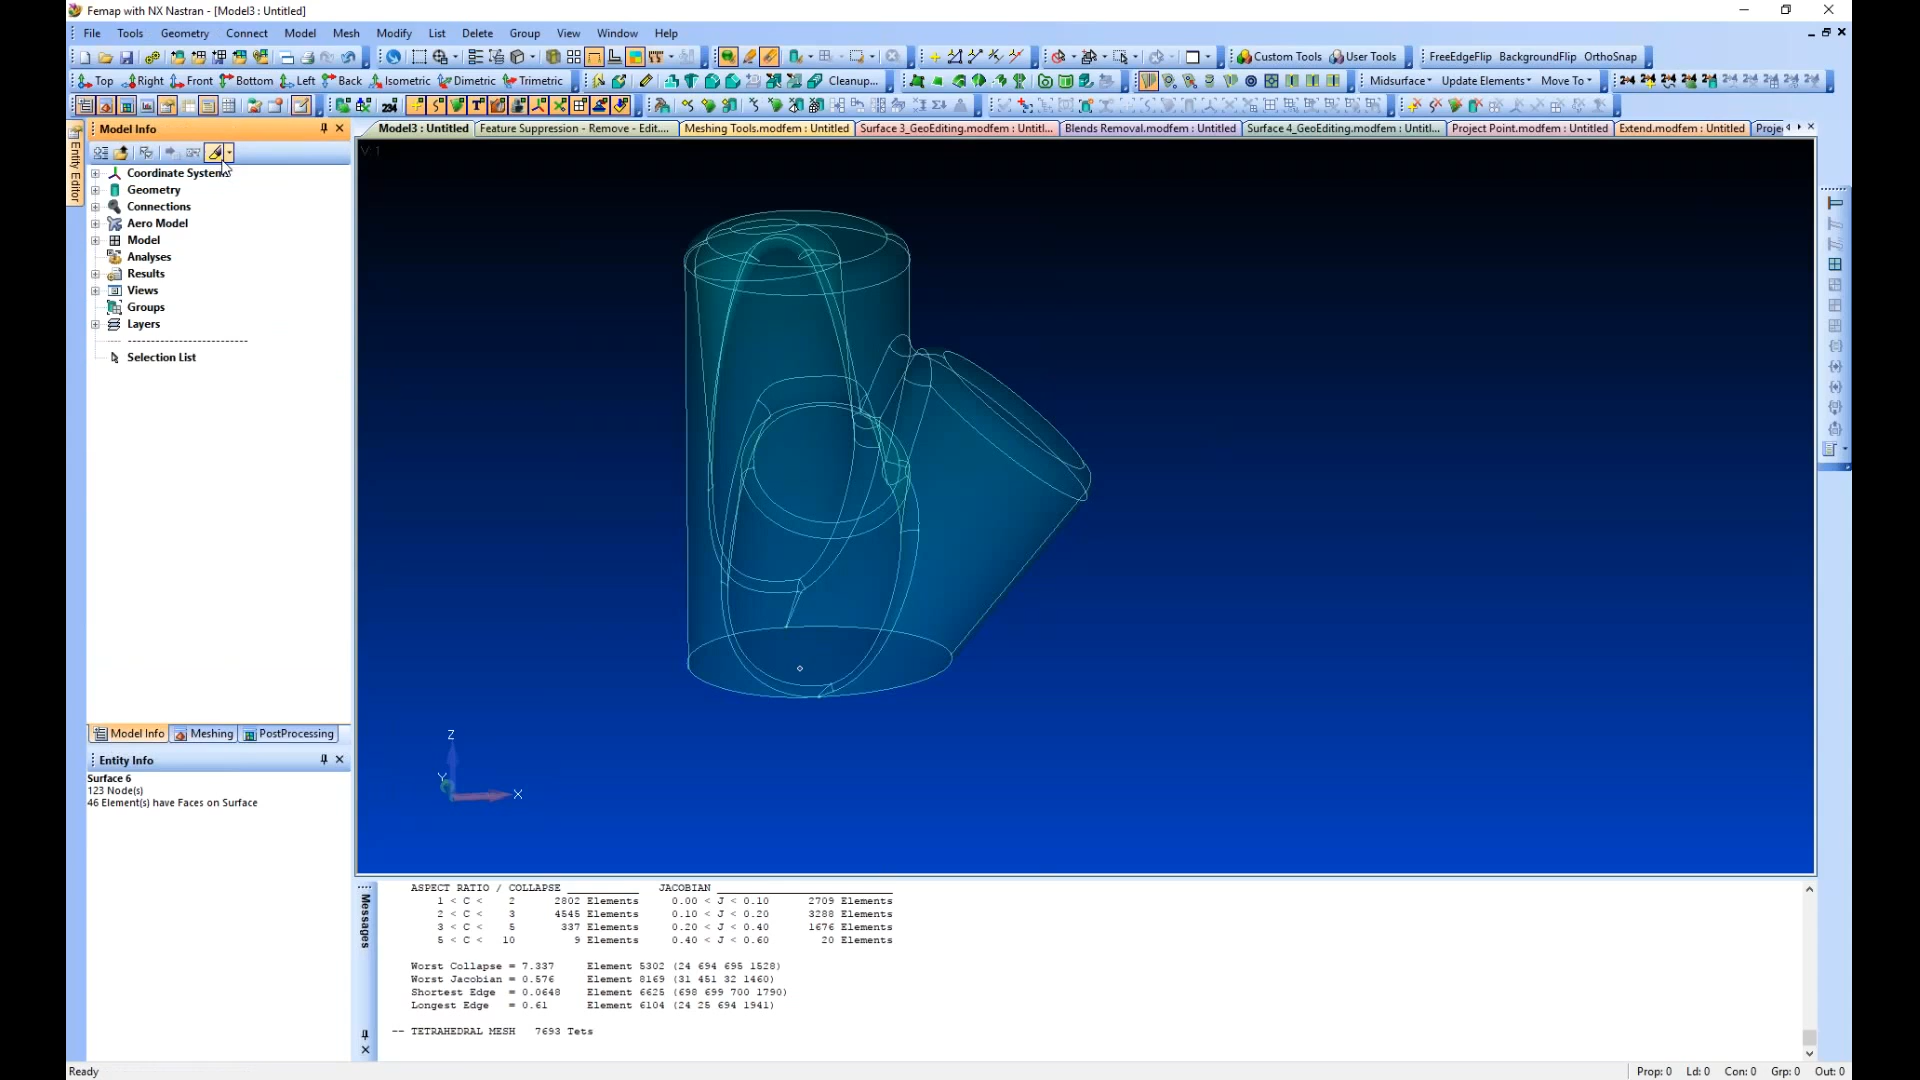 Femap with NX Nastran - [Model3 : Untitled]
File Tools Geometry Connect Model Mesh Modify List Delete Group View Window Help
Custom Tools User Tools FreeEdgeFlip BackgroundFlip OrthoSnap
Top Right Front Bottom Left Back Isometric Dimetric Trimetric Cleanup... Midsurface Update Elements Move To
234
Model Info
Model3 : Untitled Feature Suppression - Remove - Edit.... Meshing Tools.modfem : Untitled Surface 3_GeoEditing.modfem : Untitl... Blends Removal.modfem : Untitled Surface 4_GeoEditing.modfem : Untitl... Project Point.modfem : Untitled Extend.modfem : Untitled Proje
Entity Editor
V: 1
Coordinate Systems
Geometry
Connections
Aero Model
Model
Analyses
Results
Views
Groups
Layers
Selection List
Z
Y
X
Model Info Meshing PostProcessing
Entity Info
Surface 6
123 Node(s)
46 Element(s) have Faces on Surface
Messages
ASPECT RATIO / COLLAPSE JACOBIAN
1 < C < 2 2802 Elements 0.00 < J < 0.10 2709 Elements
2 < C < 3 4545 Elements 0.10 < J < 0.20 3288 Elements
3 < C < 5 337 Elements 0.20 < J < 0.40 1676 Elements
5 < C < 10 9 Elements 0.40 < J < 0.60 20 Elements
Worst Collapse = 7.337 Element 5302 (24 694 695 1528)
Worst Jacobian = 0.576 Element 8169 (31 451 32 1460)
Shortest Edge = 0.0648 Element 6625 (698 699 700 1790)
Longest Edge = 0.61 Element 6104 (24 25 694 1941)
-- TETRAHEDRAL MESH 7693 Tets
Ready
Prop: 0 Ld: 0 Con: 0 Grp: 0 Out: 0